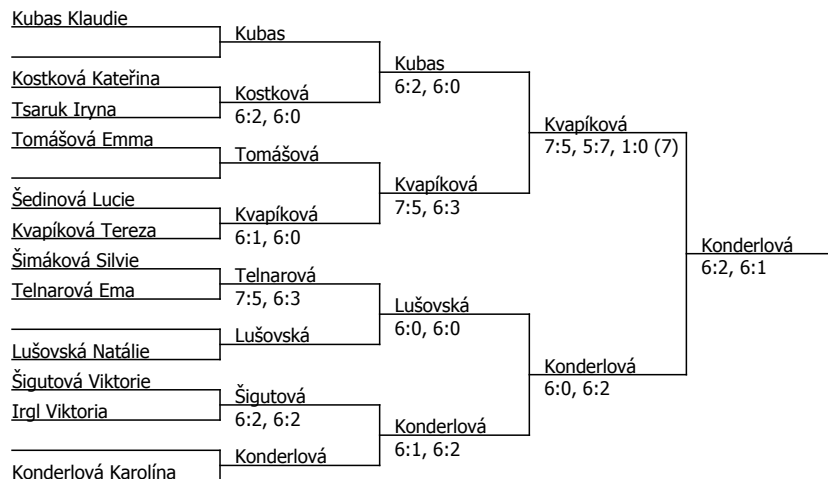 Kubas Klaudie
Kostková Kateřina
Tsaruk Iryna
Tomášová Emma
Šedinová Lucie
Kvapíková Tereza
Šimáková Silvie
Telnarová Ema
Lušovská Natálie
Šigutová Viktorie
Irgl Viktoria
Konderlová Karolína
Kubas
Kostková
6:2, 6:0
Tomášová
Kvapíková
6:1, 6:0
Telnarová
7:5, 6:3
Lušovská
Šigutová
6:2, 6:2
Konderlová
Kubas
6:2, 6:0
Kvapíková
7:5, 6:3
Lušovská
6:0, 6:0
Konderlová
6:1, 6:2
Kvapíková
7:5, 5:7, 1:0 (7)
Konderlová
6:0, 6:2
Konderlová
6:2, 6:1